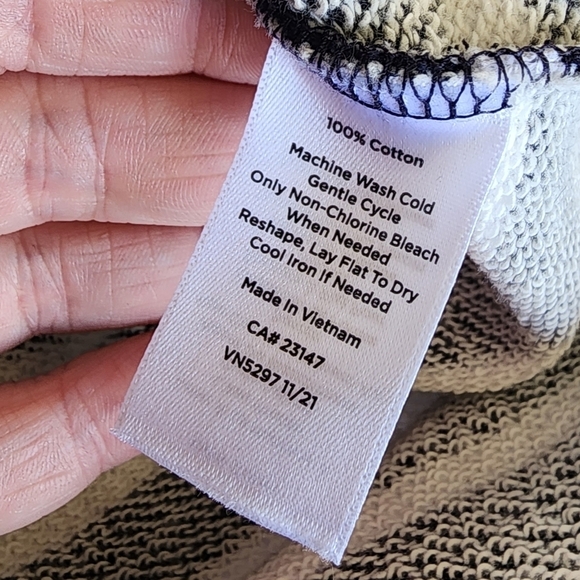 100% Cotton
Machine Wash Cold
Gentle Cycle
Only Non-Chlorine Bleach
When Needed
Reshape, Lay Flat To Dry
Cool Iron If Needed
Made In Vietnam
CA# 23147
VN5297 11/21